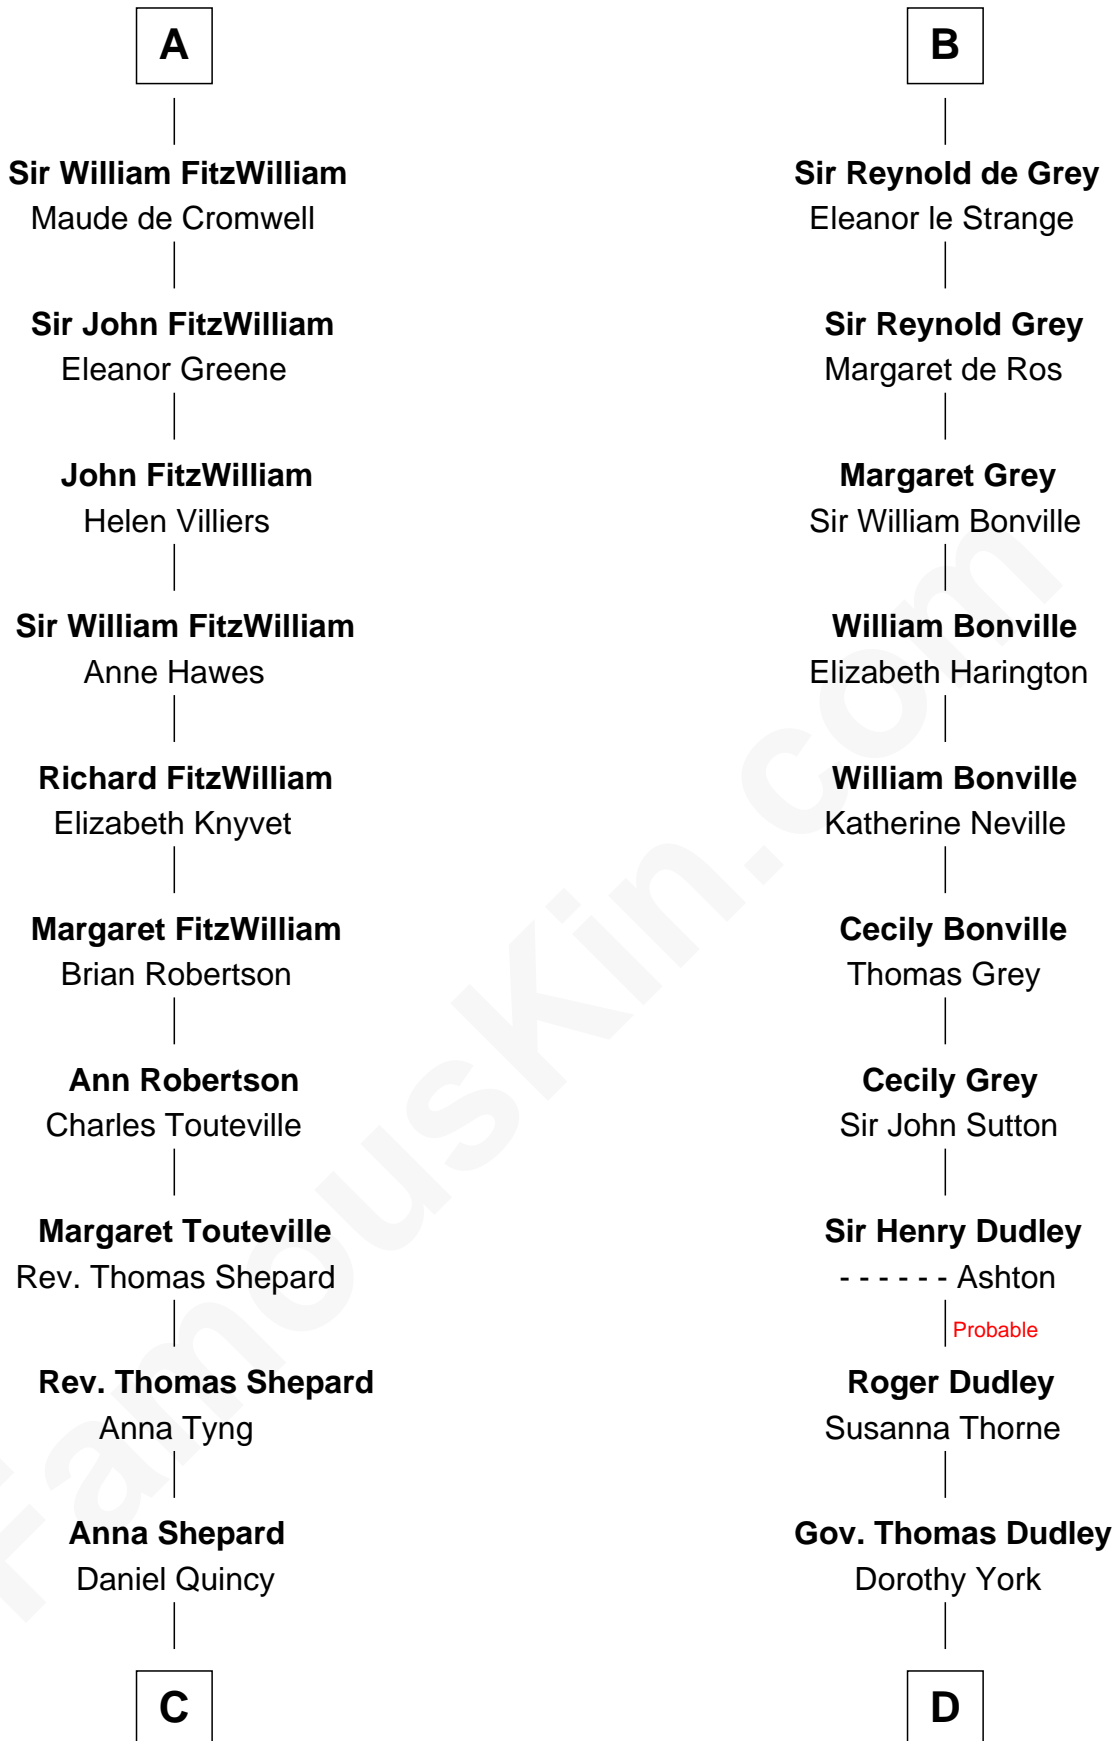 A
Sir William FitzWilliam
Maude de Cromwell
Sir John FitzWilliam
Eleanor Greene
John FitzWilliam
Helen Villiers
Sir William FitzWilliam
Anne Hawes
Richard FitzWilliam
Elizabeth Knyvet
Margaret FitzWilliam
Brian Robertson
Ann Robertson
Charles Touteville
Margaret Touteville
Rev. Thomas Shepard
Rev. Thomas Shepard
Anna Tyng
Anna Shepard
Daniel Quincy
C
B
Sir Reynold de Grey
Eleanor le Strange
Sir Reynold Grey
Margaret de Ros
Margaret Grey
Sir William Bonville
William Bonville
Elizabeth Harington
William Bonville
Katherine Neville
Cecily Bonville
Thomas Grey
Cecily Grey
Sir John Sutton
Sir Henry Dudley
- - - - - - Ashton
Probable
Roger Dudley
Susanna Thorne
Gov. Thomas Dudley
Dorothy York
D
FamousKin.com